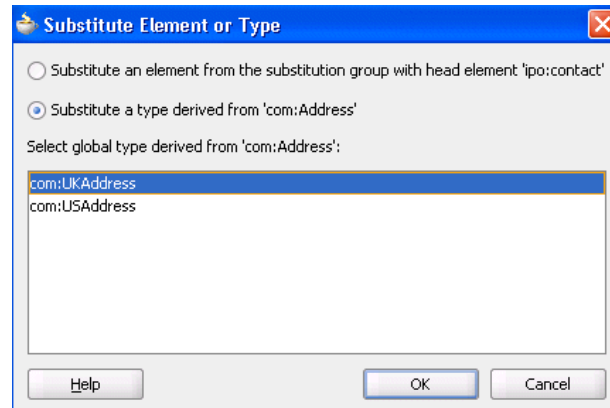 Substitute Element or Type
Substitute an element from the substitution group with head element 'ipo:contact'
Substitute a type derived from 'com:Address'
Select global type derived from 'com:Address':
com:UKAddress
com:USAddress
Help
OK
Cancel